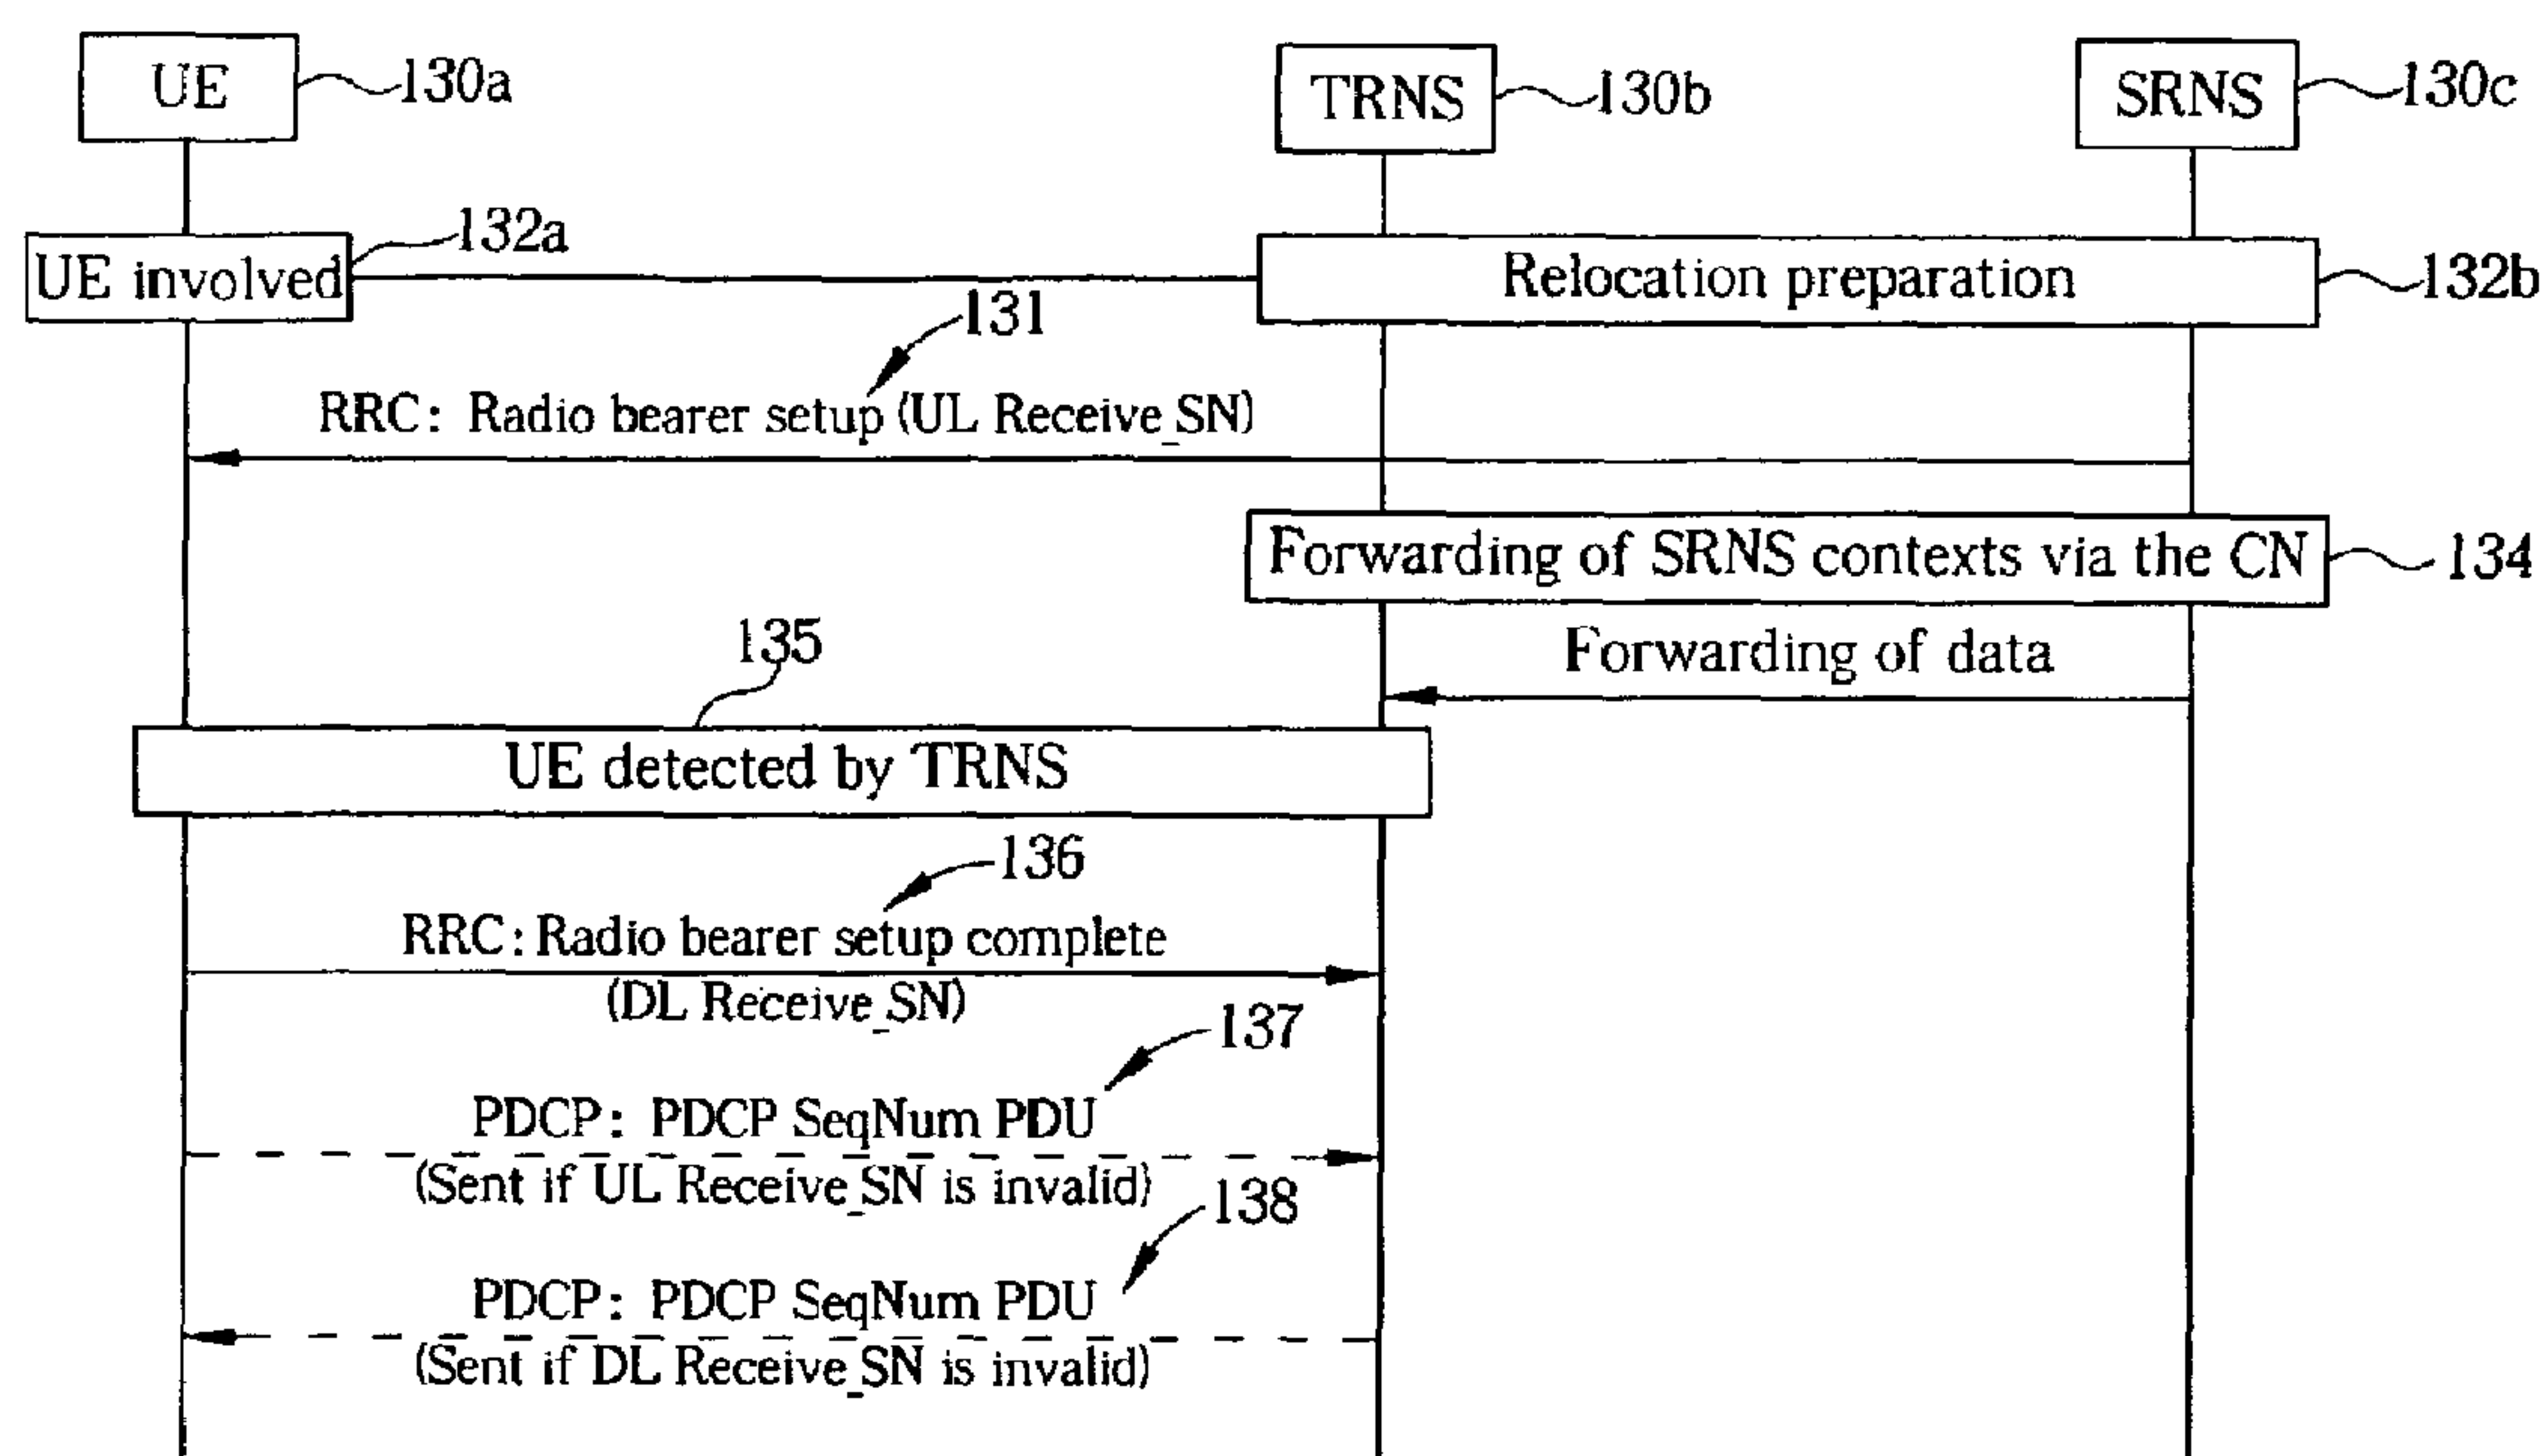 UE
130a
TRNS
130b
SRNS
130c
UE involved
132a
Relocation preparation
132b
131
RRC: Radio bearer setup (UL Receive_SN)
Forwarding of SRNS contexts via the CN
134
Forwarding of data
135
UE detected by TRNS
136
RRC: Radio bearer setup complete
(DL Receive_SN)
137
PDCP: PDCP SeqNum PDU
(Sent if UL Receive_SN is invalid)
138
PDCP: PDCP SeqNum PDU
(Sent if DL Receive_SN is invalid)